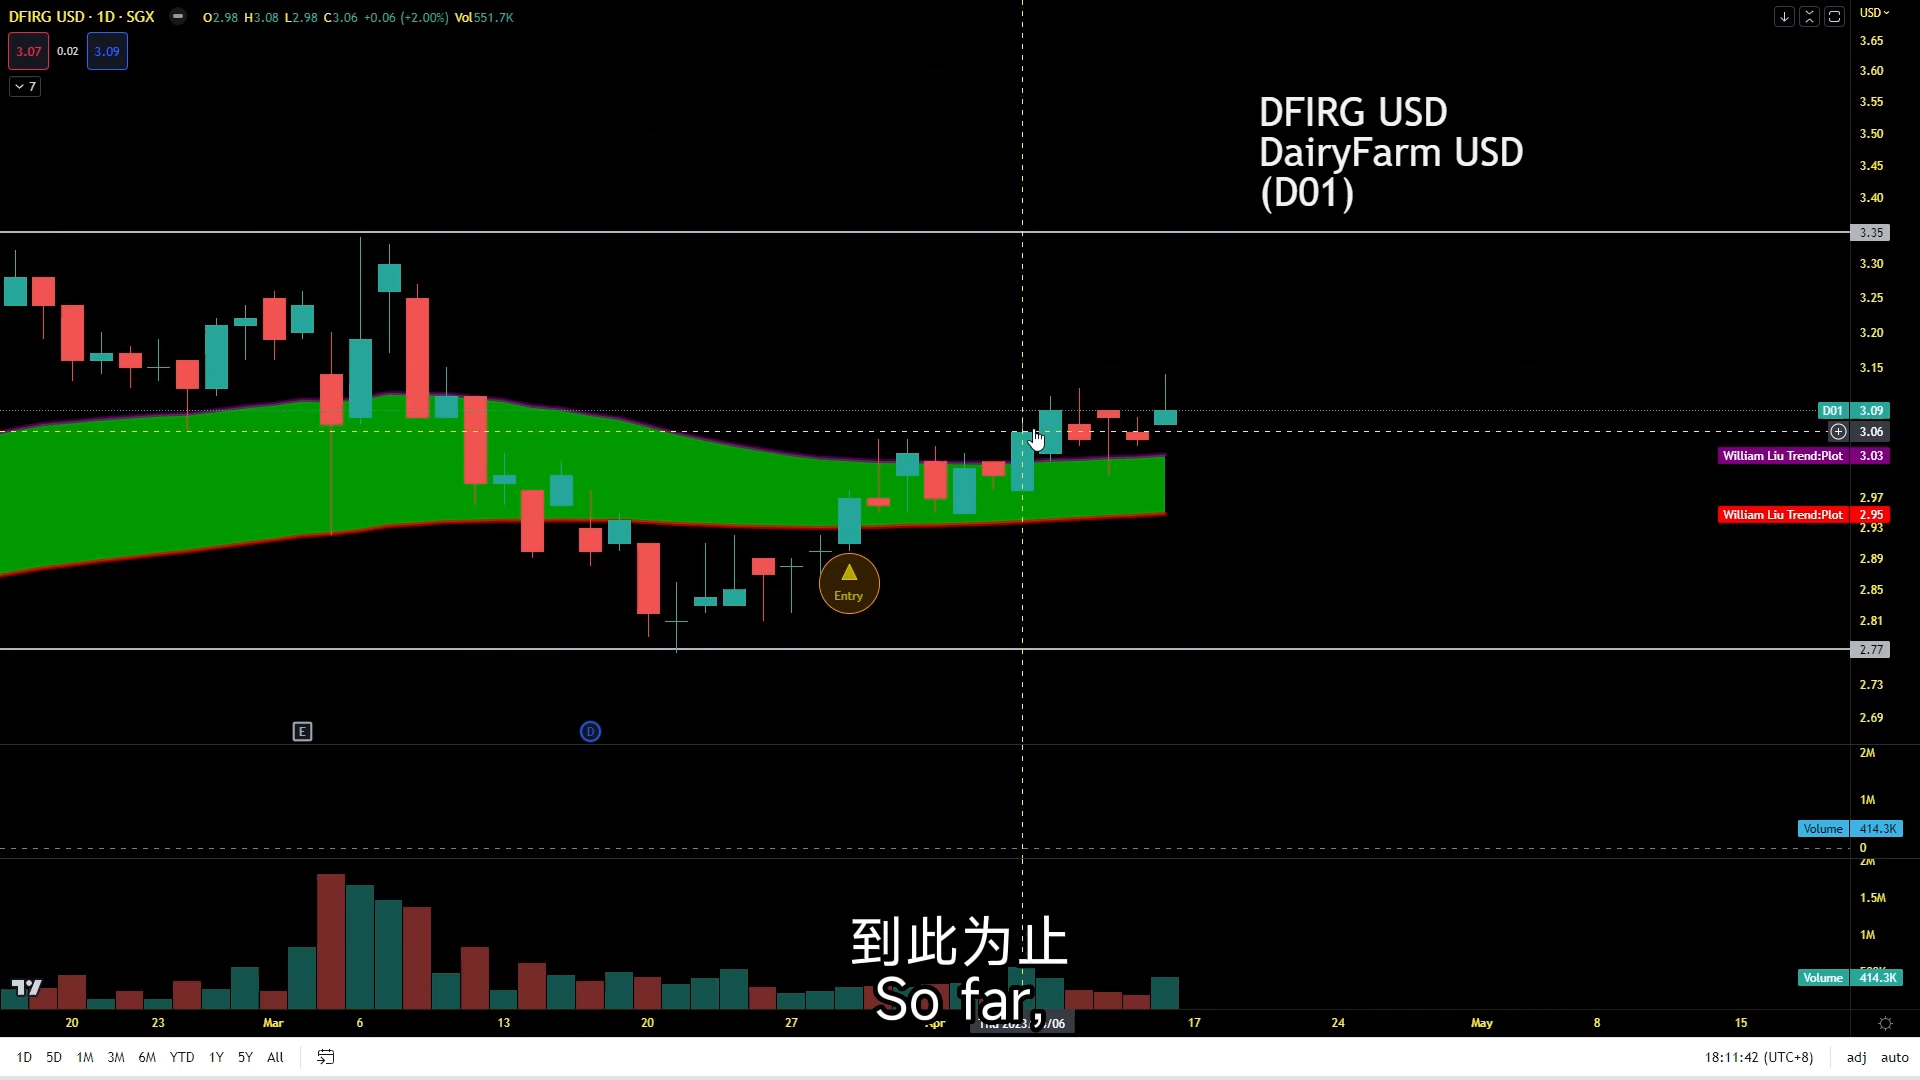 DFIRG USD · 1D · SGX O2.98 H3.08 L2.98 C3.06 +0.06 (+2.00%) Vol551.7K
USD
3.07 0.02 3.09
7
DFIRG USD
DairyFarm USD
(D01)
3.65
3.60
3.55
3.50
3.45
3.40
3.35
3.30
3.25
3.20
3.15
D01 3.09
3.06
William Liu Trend:Plot 3.03
2.97
William Liu Trend:Plot 2.95
2.93
2.89
Entry
2.85
2.81
2.77
2.73
2.69
E
D
2M
1M
Volume 414.3K
0
2M
1.5M
1M
Volume 414.3K
到此为止
So far,
20 23 Mar 6 13 20 27 17 24 May 8 15
1D 5D 1M 3M 6M YTD 1Y 5Y All
18:11:42 (UTC+8) adj auto